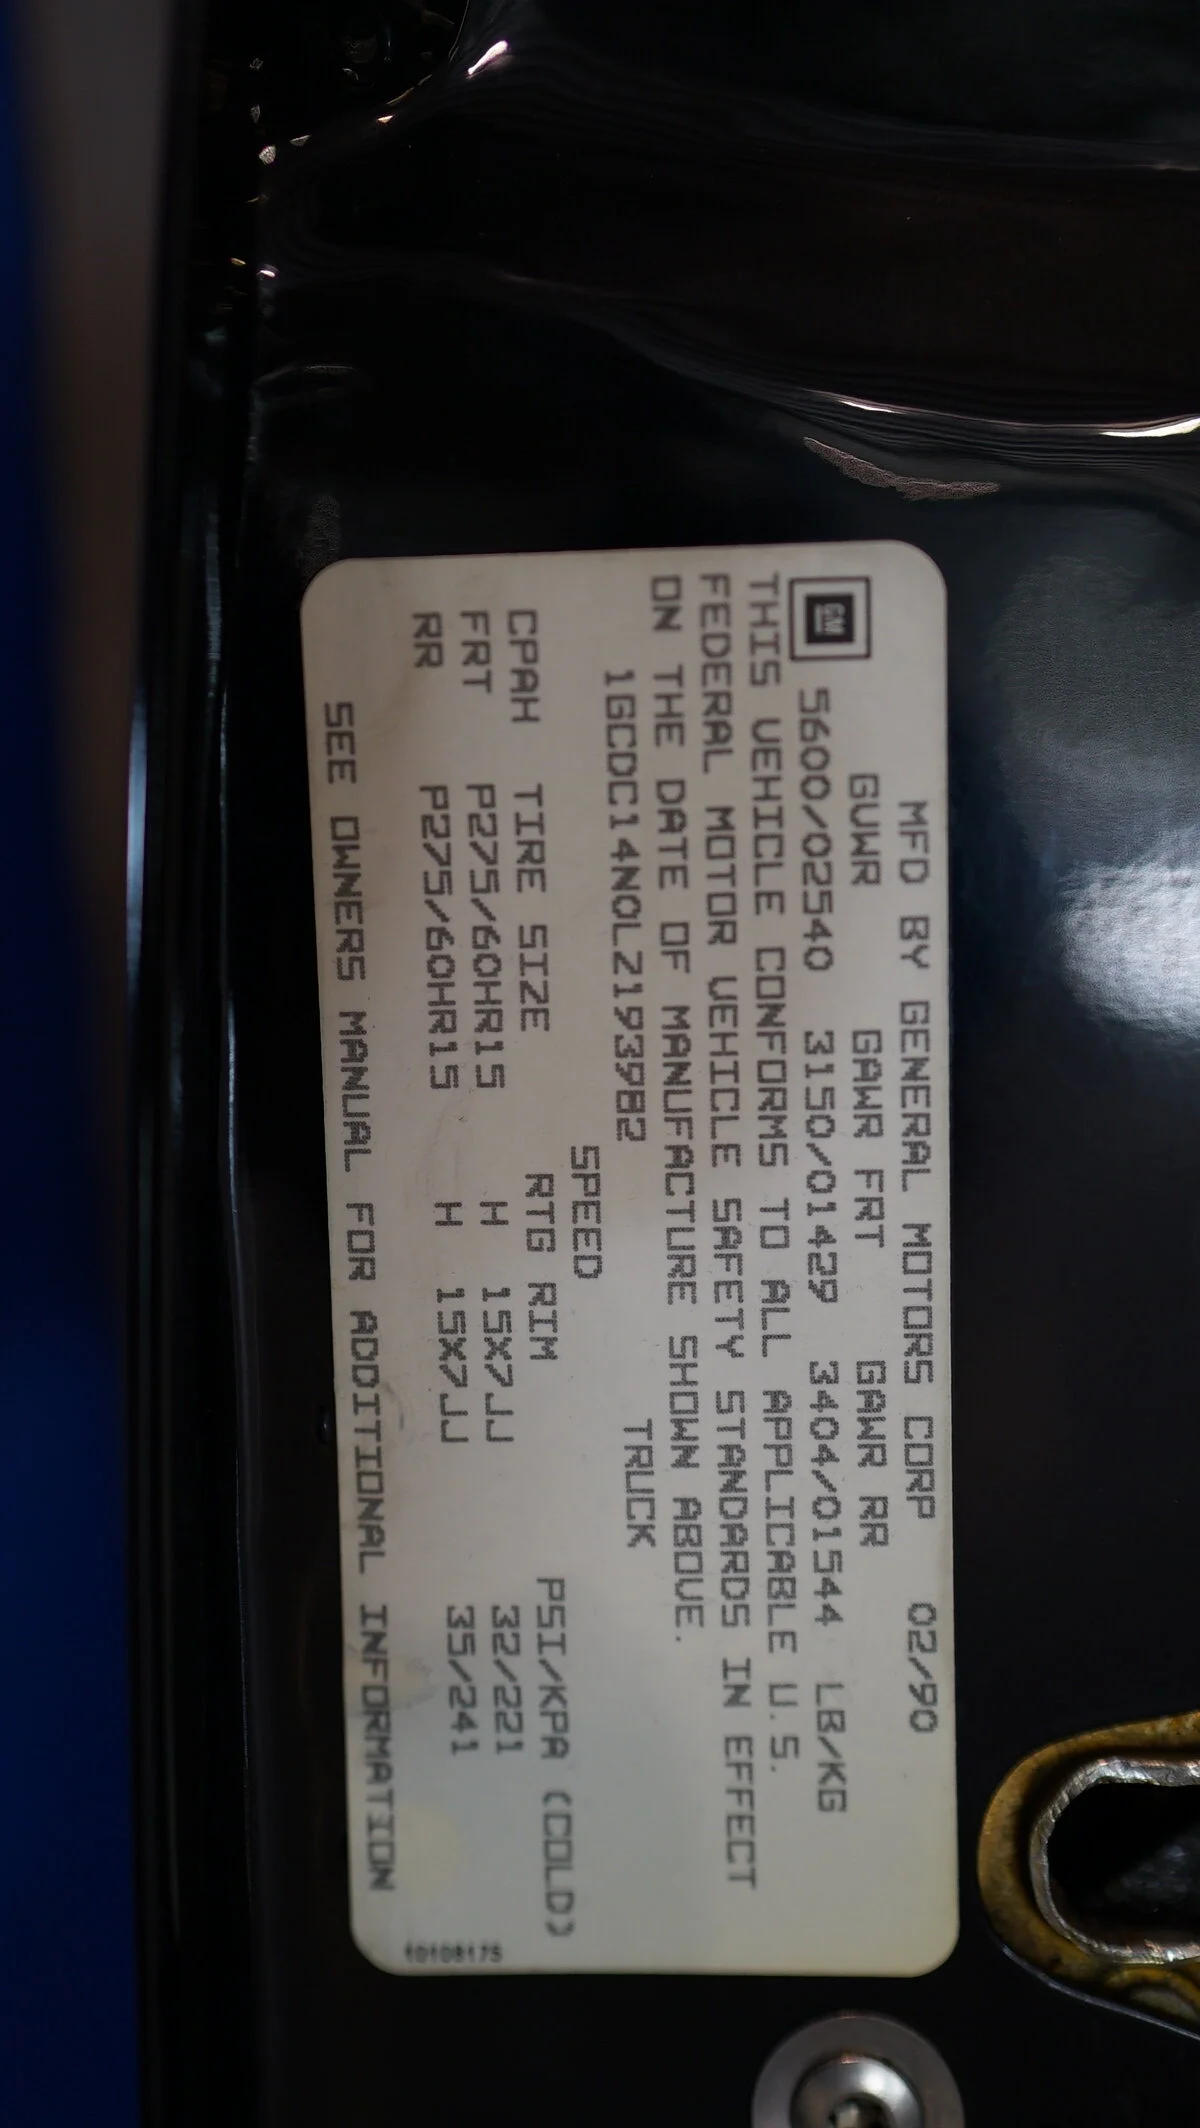 GM
MFD BY GENERAL MOTORS CORP 02/90
GVWR GAWR FRT GAWR RR
5600/02540 3150/01429 3404/01544 LB/KG
THIS VEHICLE CONFORMS TO ALL APPLICABLE U.S.
FEDERAL MOTOR VEHICLE SAFETY STANDARDS IN EFFECT
ON THE DATE OF MANUFACTURE SHOWN ABOVE.
1GCDC14N0LZ193982 TRUCK
SPEED
CPAH TIRE SIZE RTG RIM PSI/KPA (COLD)
FRT P275/60HR15 H 15X7JJ 32/221
RR P275/60HR15 H 15X7JJ 35/241
SEE OWNERS MANUAL FOR ADDITIONAL INFORMATION
10108175